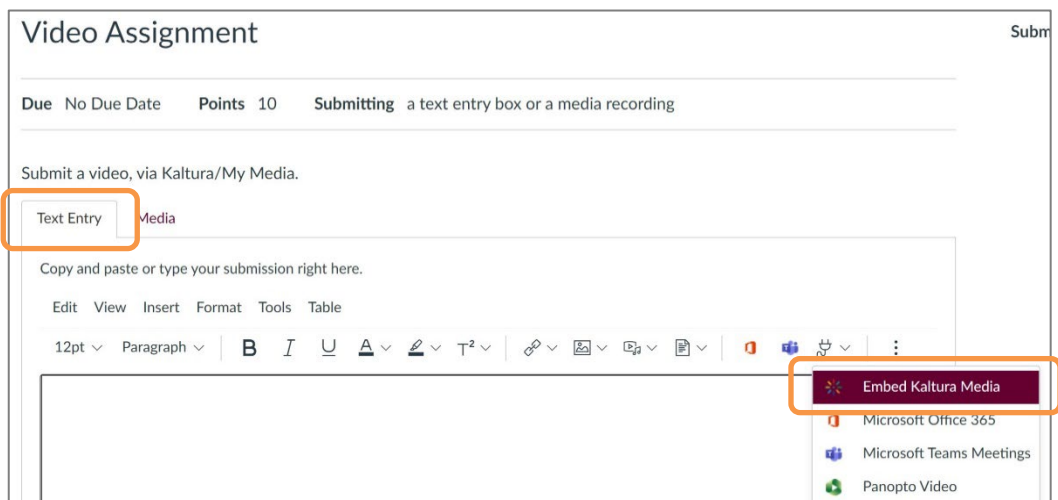 Video Assignment
Subm
Due No Due Date Points 10 Submitting a text entry box or a media recording
Submit a video, via Kaltura/My Media.
Text Entry Media
Copy and paste or type your submission right here.
Edit View Insert Format Tools Table
12pt Paragraph B I U A T²
Embed Kaltura Media
Microsoft Office 365
Microsoft Teams Meetings
Panopto Video